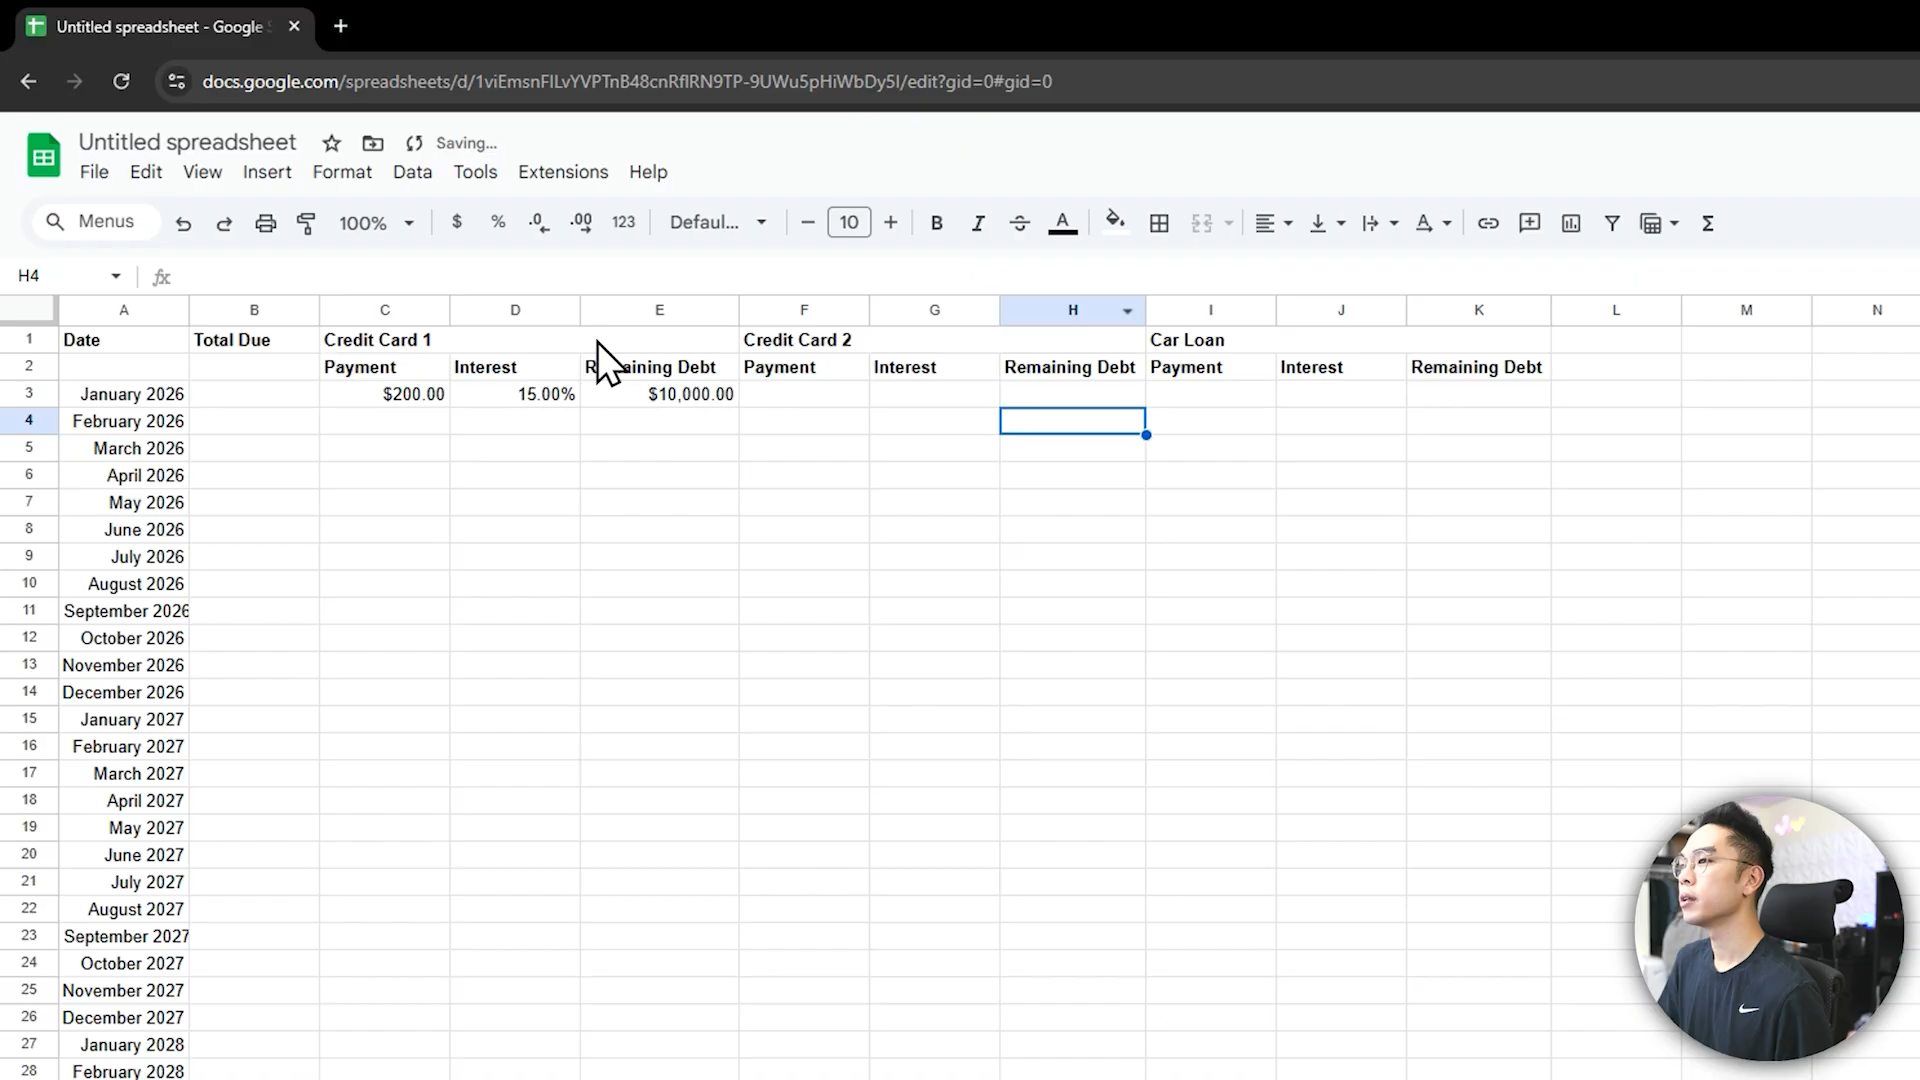 Untitled spreadsheet - Google
docs.google.com/spreadsheets/d/1viEmsnFlLvYVPTnB48cnRflRN9TP-9UWu5pHiWbDy5I/edit?gid=0#gid=0
Untitled spreadsheet Saving...
File Edit View Insert Format Data Tools Extensions Help
Menus 100% $ % .0 .00 123 Defaul... 10 B I A A Σ
H4 fx
A B C D E F G H I J K L M N
1 Date Total Due Credit Card 1 Credit Card 2 Car Loan
2 Payment Interest Remaining Debt Payment Interest Remaining Debt Payment Interest Remaining Debt
3 January 2026 $200.00 15.00% $10,000.00
4 February 2026
5 March 2026
6 April 2026
7 May 2026
8 June 2026
9 July 2026
10 August 2026
11 September 2026
12 October 2026
13 November 2026
14 December 2026
15 January 2027
16 February 2027
17 March 2027
18 April 2027
19 May 2027
20 June 2027
21 July 2027
22 August 2027
23 September 2027
24 October 2027
25 November 2027
26 December 2027
27 January 2028
28 February 2028